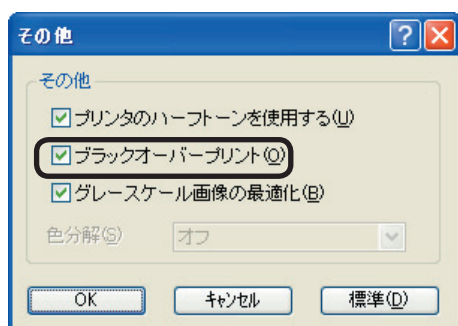 その他
その他
プリンタのハーフトーンを使用する(U)
ブラックオーバープリント(O)
グレースケール画像の最適化(B)
色分解(S) オフ
OK キャンセル 標準(D)